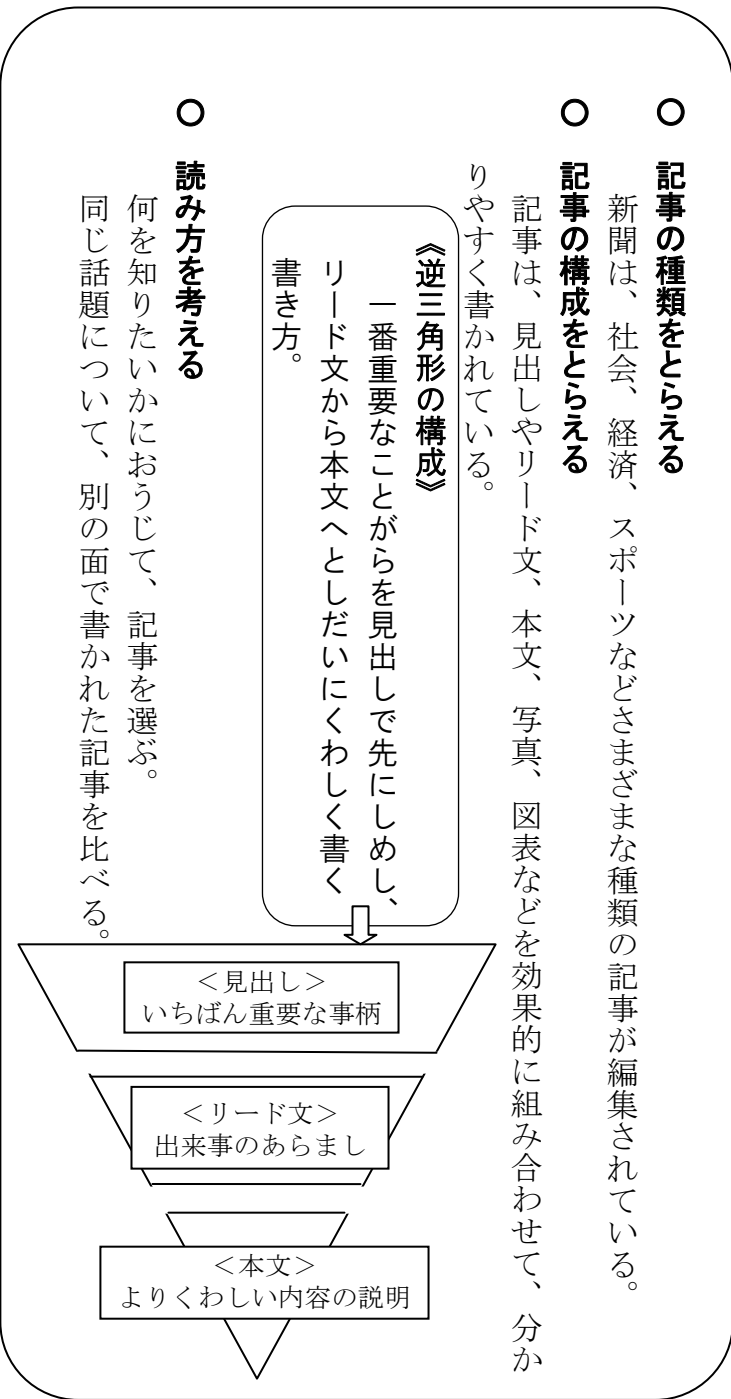 ○　記事の種類をとらえる
新聞は、社会、経済、スポーツなどさまざまな種類の記事が編集されている。
○　記事の構成をとらえる
記事は、見出しやリード文、本文、写真、図表などを効果的に組み合わせて、分か
りやすく書かれている。
《逆三角形の構成》
一番重要なことがらを見出しで先にしめし、
リード文から本文へとしだいにくわしく書く
書き方。
＜見出し＞
いちばん重要な事柄
＜リード文＞
出来事のあらまし
＜本文＞
よりくわしい内容の説明
○　読み方を考える
何を知りたいかにおうじて、記事を選ぶ。
同じ話題について、別の面で書かれた記事を比べる。